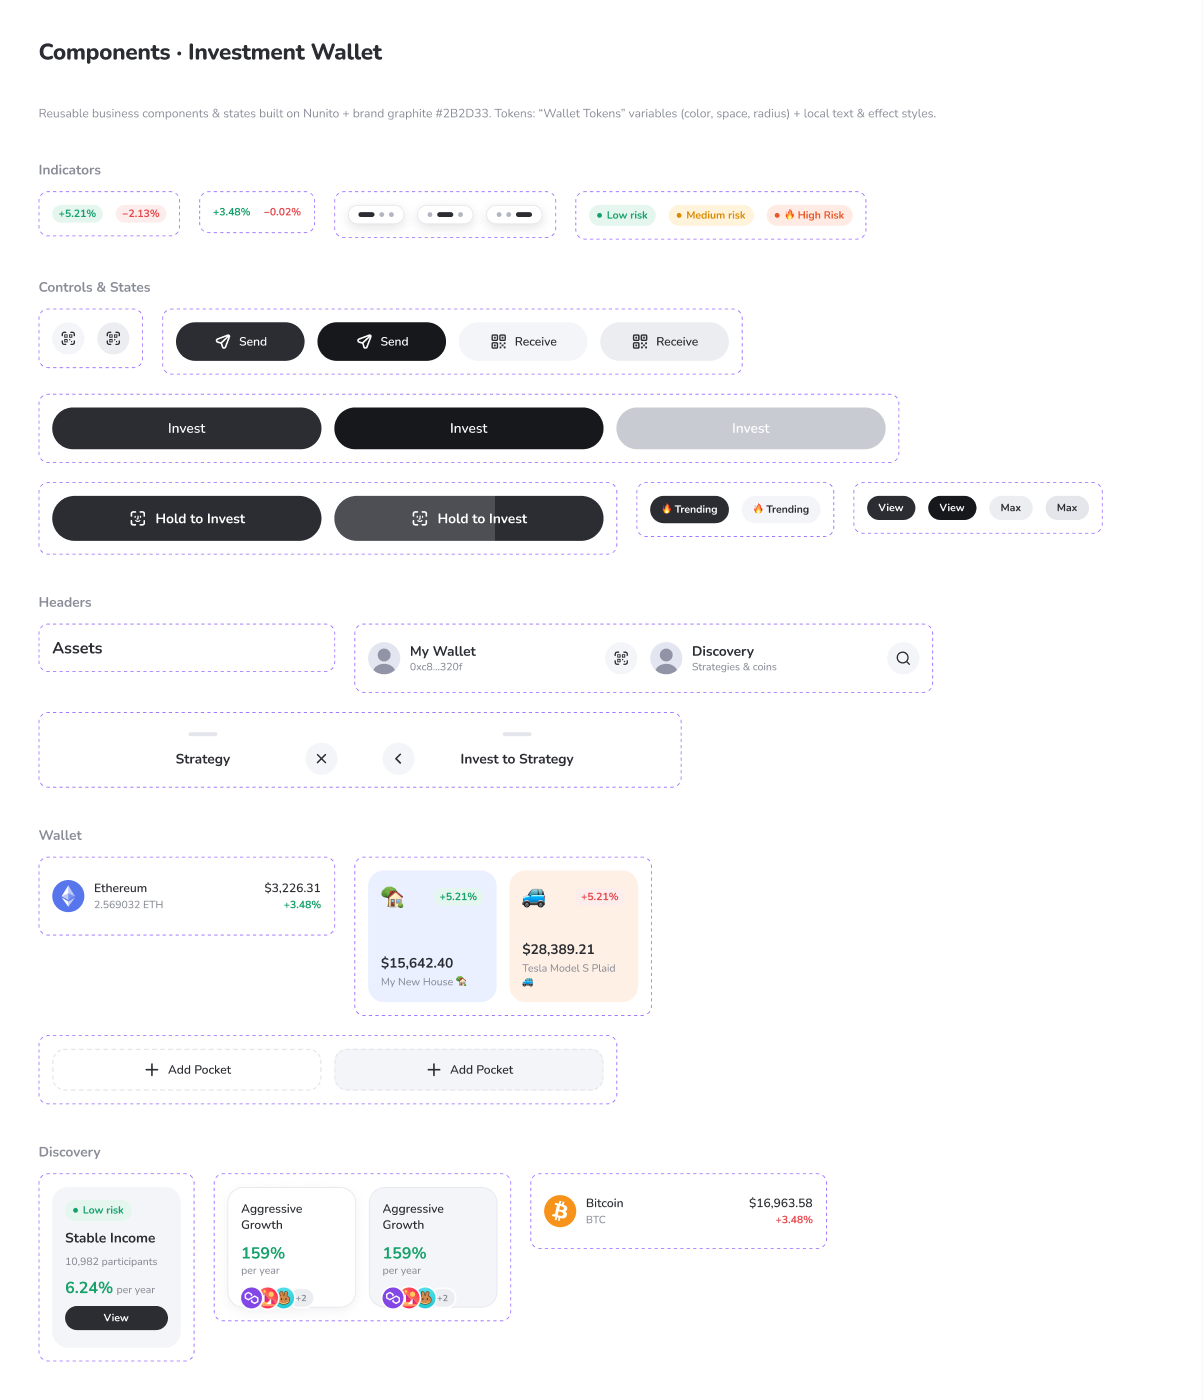 Components · Investment Wallet
Reusable business components & states built on Nunito + brand graphite #2B2D33. Tokens: “Wallet Tokens” variables (color, space, radius) + local text & effect styles.
Indicators
+5.21% −2.13% +3.48% −0.02% Low risk Medium risk 🔥 High Risk
Controls & States
Send Send Receive Receive
Invest Invest Invest
Hold to Invest Hold to Invest 🔥 Trending 🔥 Trending View View Max Max
Headers
Assets
My Wallet
0xc8...320f
Discovery
Strategies & coins
Strategy Invest to Strategy
Wallet
Ethereum $3,226.31
2.569032 ETH +3.48%
+5.21%
$15,642.40
My New House 🏡
+5.21%
$28,389.21
Tesla Model S Plaid
🚙
Add Pocket Add Pocket
Discovery
Low risk
Stable Income
10,982 participants
6.24% per year
View
Aggressive
Growth
159%
per year
+2
Aggressive
Growth
159%
per year
+2
Bitcoin $16,963.58
BTC +3.48%